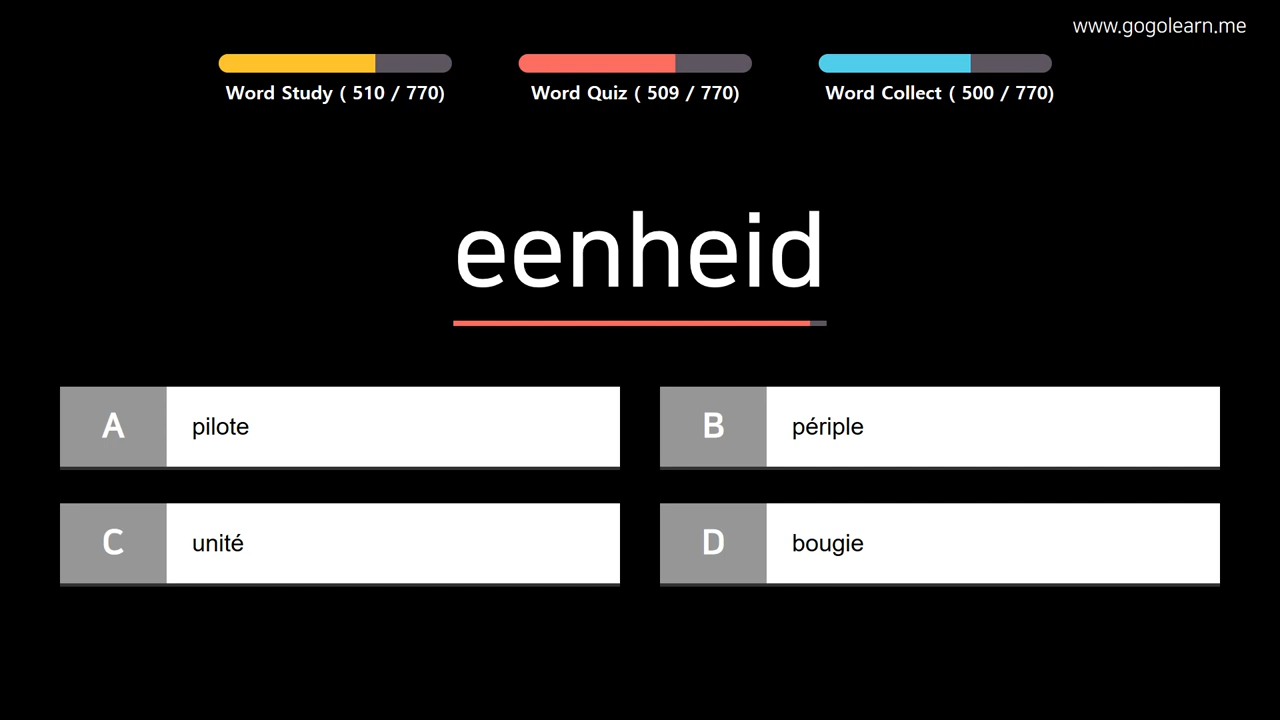 www.gogolearn.me
Word Study ( 510 / 770)
Word Quiz ( 509 / 770)
Word Collect ( 500 / 770)
eenheid
A
pilote
B
périple
C
unité
D
bougie